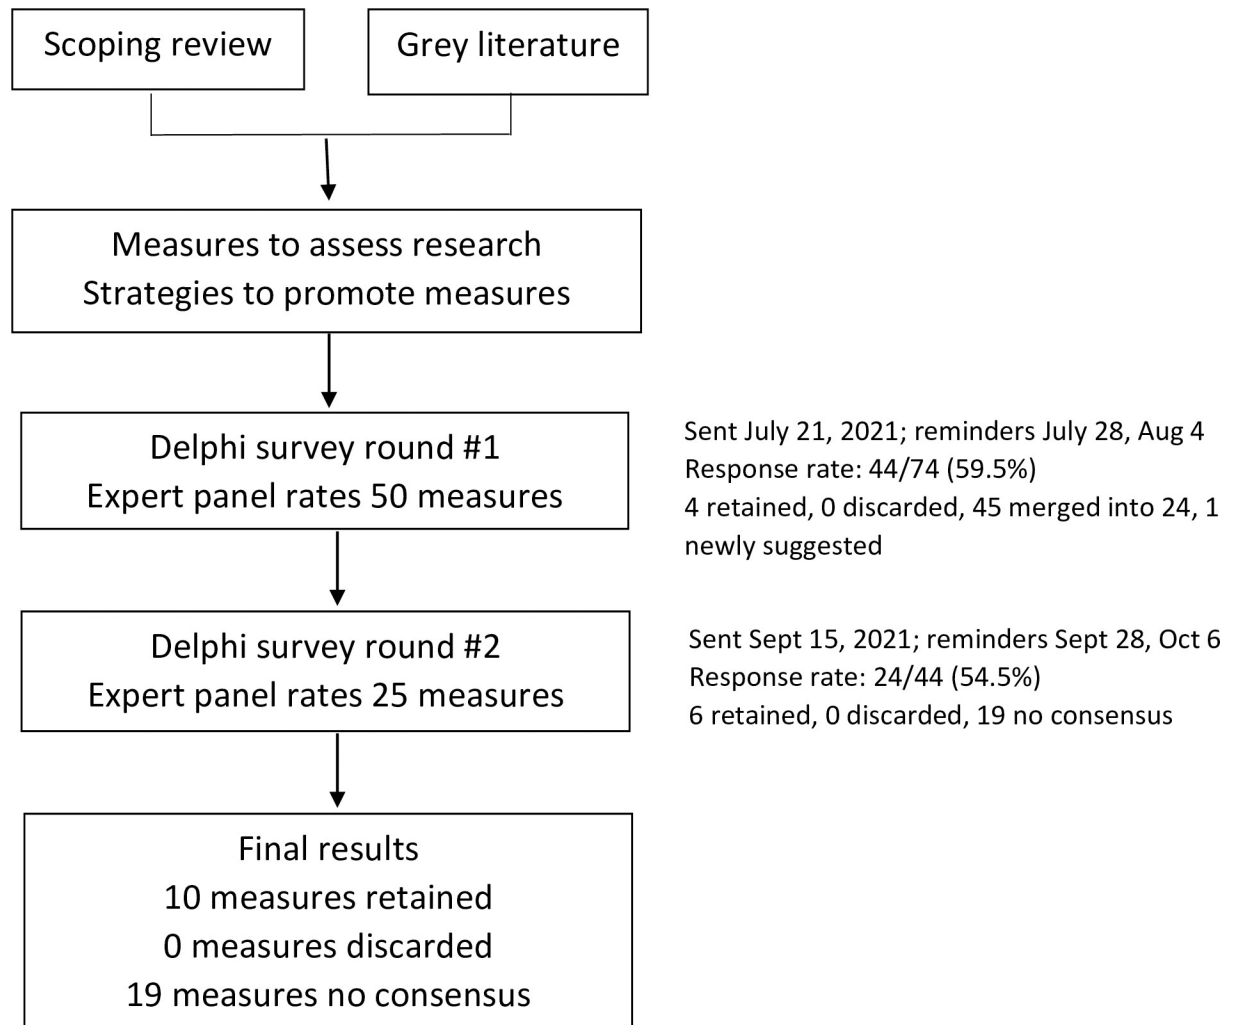 Scoping review
Grey literature
Measures to assess research
Strategies to promote measures
Delphi survey round #1
Expert panel rates 50 measures
Sent July 21, 2021; reminders July 28, Aug 4
Response rate: 44/74 (59.5%)
4 retained, 0 discarded, 45 merged into 24, 1
newly suggested
Delphi survey round #2
Expert panel rates 25 measures
Sent Sept 15, 2021; reminders Sept 28, Oct 6
Response rate: 24/44 (54.5%)
6 retained, 0 discarded, 19 no consensus
Final results
10 measures retained
0 measures discarded
19 measures no consensus